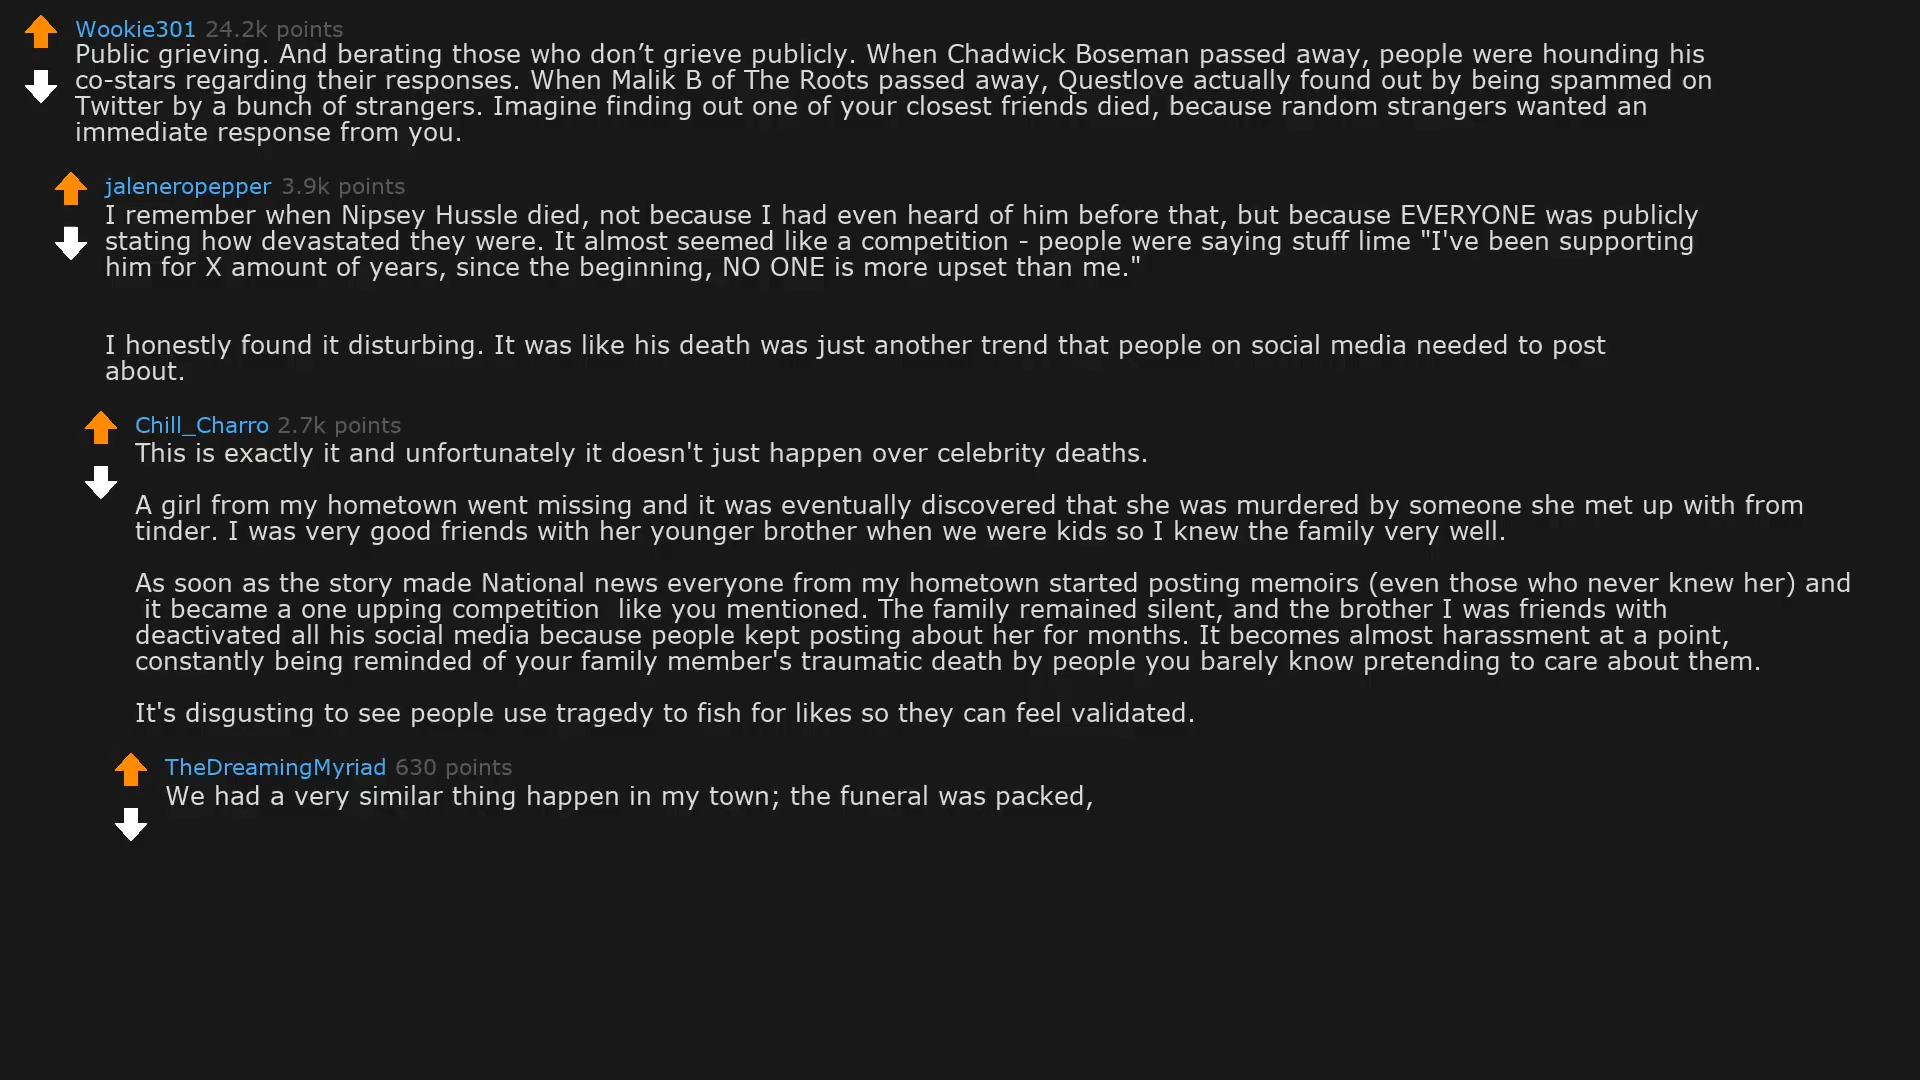 Wookie301 24.2k points
Public grieving. And berating those who don’t grieve publicly. When Chadwick Boseman passed away, people were hounding his
co-stars regarding their responses. When Malik B of The Roots passed away, Questlove actually found out by being spammed on
Twitter by a bunch of strangers. Imagine finding out one of your closest friends died, because random strangers wanted an
immediate response from you.
jaleneropepper 3.9k points
I remember when Nipsey Hussle died, not because I had even heard of him before that, but because EVERYONE was publicly
stating how devastated they were. It almost seemed like a competition - people were saying stuff lime "I've been supporting
him for X amount of years, since the beginning, NO ONE is more upset than me."
I honestly found it disturbing. It was like his death was just another trend that people on social media needed to post
about.
Chill_Charro 2.7k points
This is exactly it and unfortunately it doesn't just happen over celebrity deaths.
A girl from my hometown went missing and it was eventually discovered that she was murdered by someone she met up with from
tinder. I was very good friends with her younger brother when we were kids so I knew the family very well.
As soon as the story made National news everyone from my hometown started posting memoirs (even those who never knew her) and
it became a one upping competition  like you mentioned. The family remained silent, and the brother I was friends with
deactivated all his social media because people kept posting about her for months. It becomes almost harassment at a point,
constantly being reminded of your family member's traumatic death by people you barely know pretending to care about them.
It's disgusting to see people use tragedy to fish for likes so they can feel validated.
TheDreamingMyriad 630 points
We had a very similar thing happen in my town; the funeral was packed,